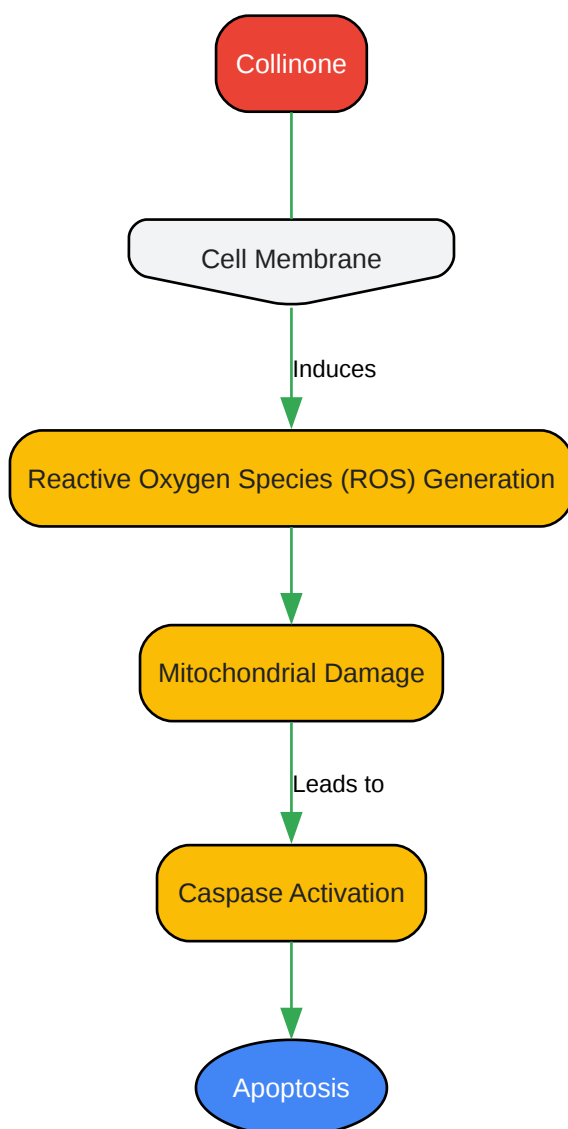 Collinone
Cell Membrane
Induces
Reactive Oxygen Species (ROS) Generation
Mitochondrial Damage
Leads to
Caspase Activation
Apoptosis